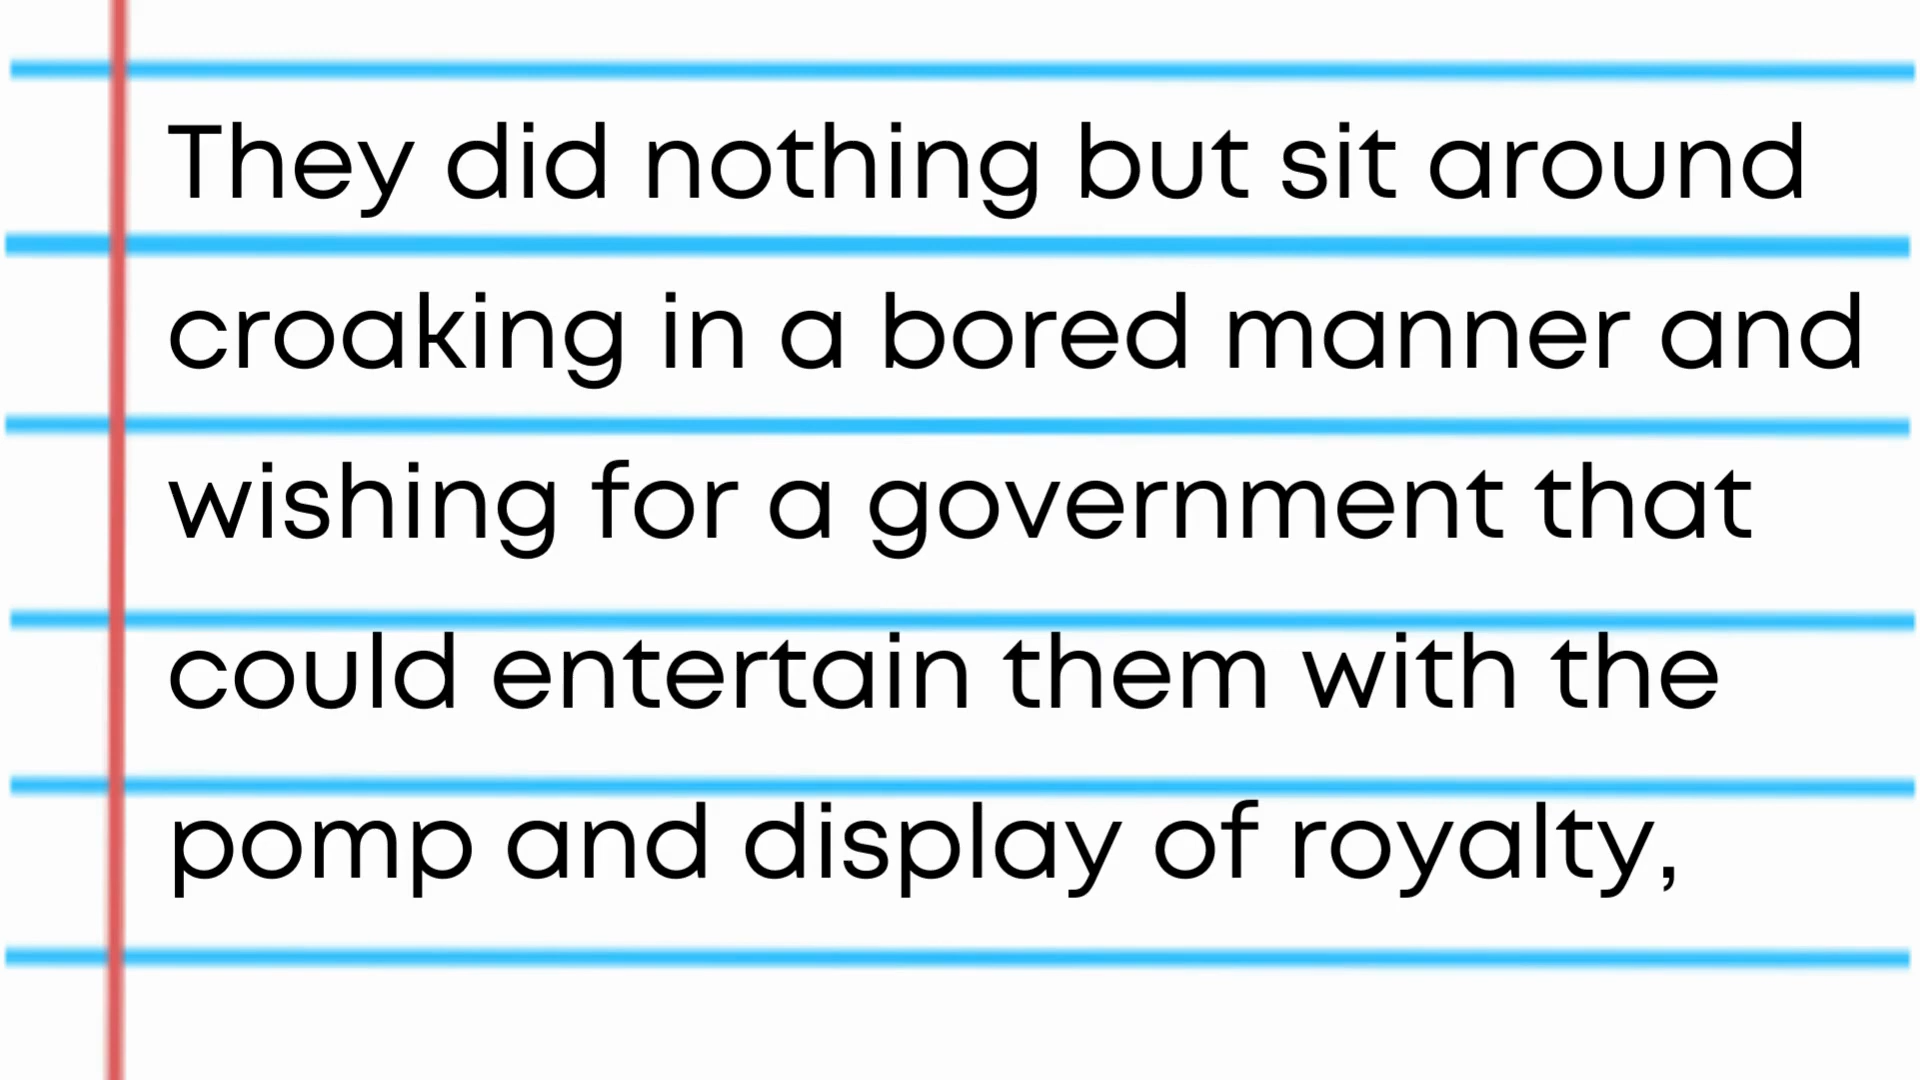 They did nothing but sit around
croaking in a bored manner and
wishing for a government that
could entertain them with the
pomp and display of royalty,